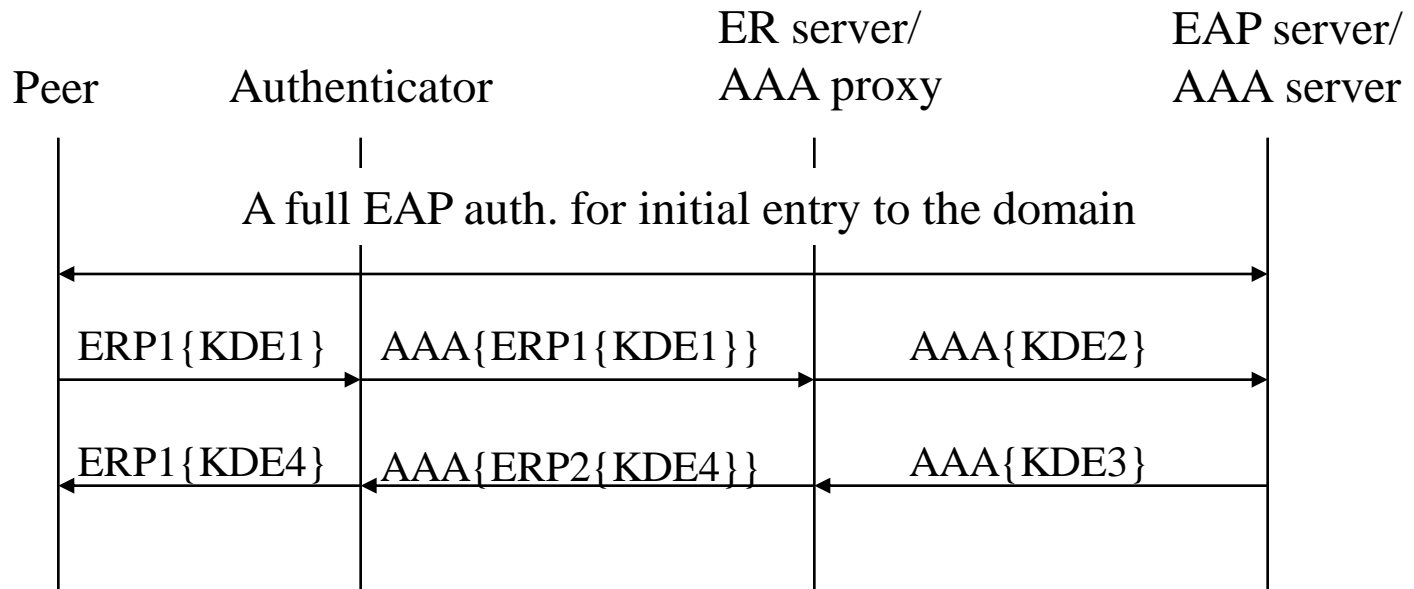 Peer
Authenticator
ER server/
AAA proxy
EAP server/
AAA server
A full EAP auth. for initial entry to the domain
ERP1{KDE1}
AAA{ERP1{KDE1}}
AAA{KDE2}
ERP1{KDE4}
AAA{ERP2{KDE4}}
AAA{KDE3}